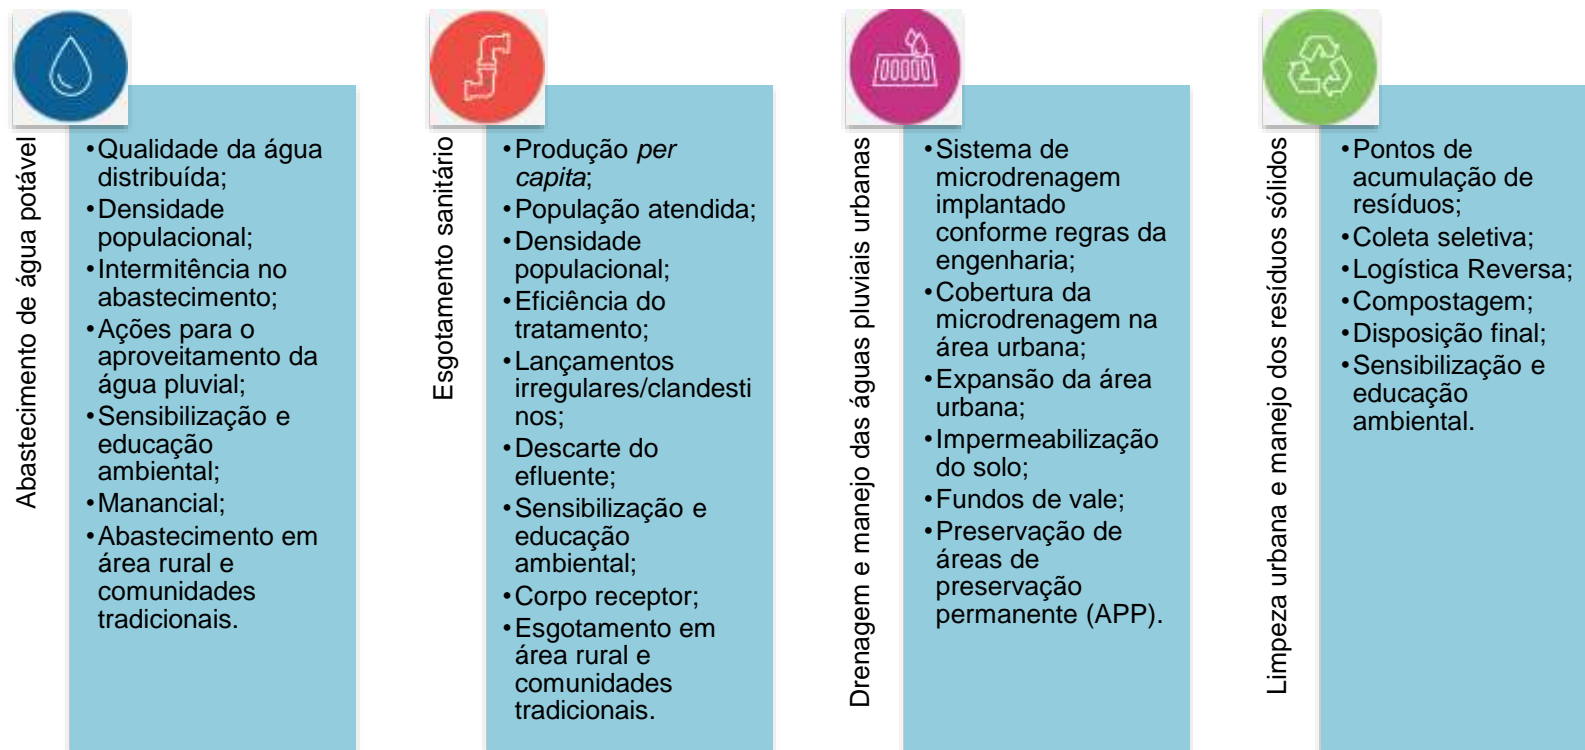 Abastecimento de água potável
•Qualidade da água
distribuída;
•Densidade
populacional;
•Intermitência no
abastecimento;
•Ações para o
aproveitamento da
água pluvial;
•Sensibilização e
educação
ambiental;
•Manancial;
•Abastecimento em
área rural e
comunidades
tradicionais.
Esgotamento sanitário
•Produção per
capita;
•População atendida;
•Densidade
populacional;
•Eficiência do
tratamento;
•Lançamentos
irregulares/clandesti
nos;
•Descarte do
efluente;
•Sensibilização e
educação
ambiental;
•Corpo receptor;
•Esgotamento em
área rural e
comunidades
tradicionais.
Drenagem e manejo das águas pluviais urbanas
•Sistema de
microdrenagem
implantado
conforme regras da
engenharia;
•Cobertura da
microdrenagem na
área urbana;
•Expansão da área
urbana;
•Impermeabilização
do solo;
•Fundos de vale;
•Preservação de
áreas de
preservação
permanente (APP).
Limpeza urbana e manejo dos resíduos sólidos
•Pontos de
acumulação de
resíduos;
•Coleta seletiva;
•Logística Reversa;
•Compostagem;
•Disposição final;
•Sensibilização e
educação
ambiental.